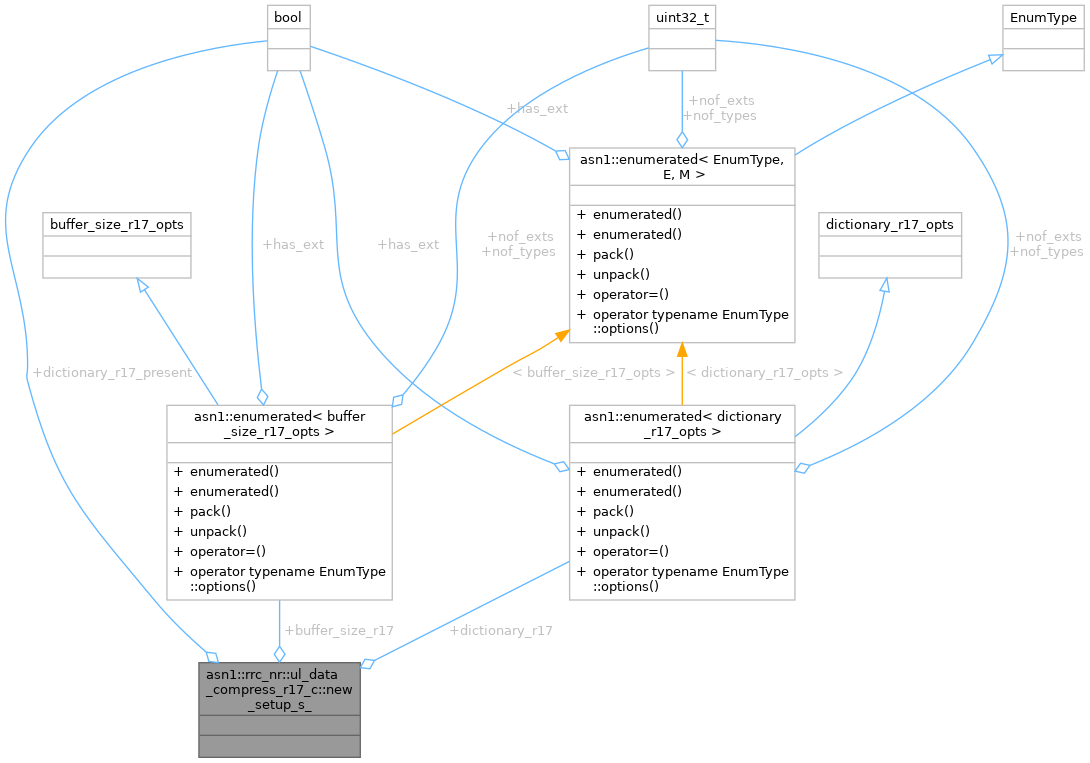 bool
uint32_t
EnumType
+has_ext
+nof_exts
+nof_types
asn1::enumerated< EnumType,
E, M >
+ enumerated()
+ enumerated()
+ pack()
+ unpack()
+ operator=()
+ operator typename EnumType
::options()
buffer_size_r17_opts
dictionary_r17_opts
+has_ext
+has_ext
+nof_exts
+nof_types
+nof_exts
+nof_types
+dictionary_r17_present
< buffer_size_r17_opts >
< dictionary_r17_opts >
asn1::enumerated< buffer
_size_r17_opts >
+ enumerated()
+ enumerated()
+ pack()
+ unpack()
+ operator=()
+ operator typename EnumType
::options()
asn1::enumerated< dictionary
_r17_opts >
+ enumerated()
+ enumerated()
+ pack()
+ unpack()
+ operator=()
+ operator typename EnumType
::options()
+buffer_size_r17
+dictionary_r17
asn1::rrc_nr::ul_data
_compress_r17_c::new
_setup_s_